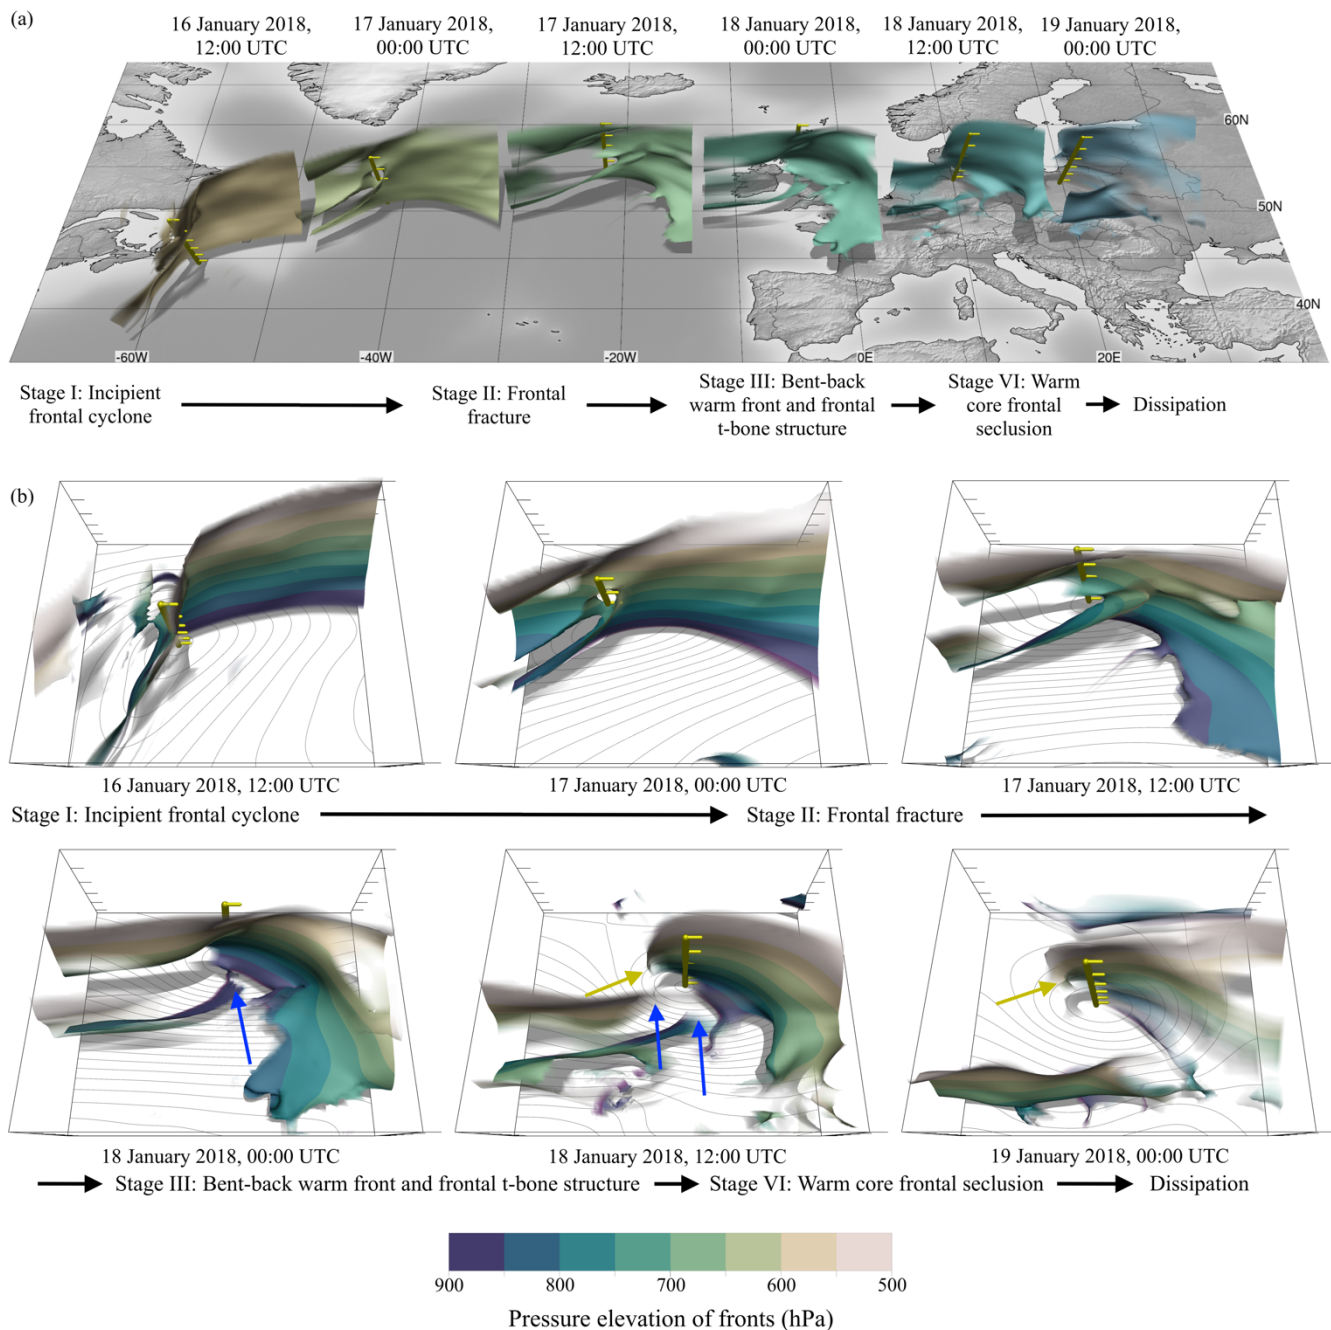 (a)
16 January 2018,
12:00 UTC
17 January 2018,
00:00 UTC
17 January 2018,
12:00 UTC
18 January 2018
00:00 UTC
18 January 2018
12:00 UTC
19 January 2018,
00:00 UTC
60N
50N
40N
-60W
-40W
-20W
0E
20E
Stage I: Incipient
frontal cyclone
Stage II: Frontal
fracture
Stage III: Bent-back
warm front and frontal
t-bone structure
Stage VI: Warm
core frontal
seclusion
Dissipation
(b)
16 January 2018, 12:00 UTC
17 January 2018, 00:00 UTC
17 January 2018, 12:00 UTC
Stage I: Incipient frontal cyclone
Stage II: Frontal fracture
18 January 2018, 00:00 UTC
18 January 2018, 12:00 UTC
19 January 2018, 00:00 UTC
Stage III: Bent-back warm front and frontal t-bone structure
Stage VI: Warm core frontal seclusion
Dissipation
900
800
700
600
500
Pressure elevation of fronts (hPa)